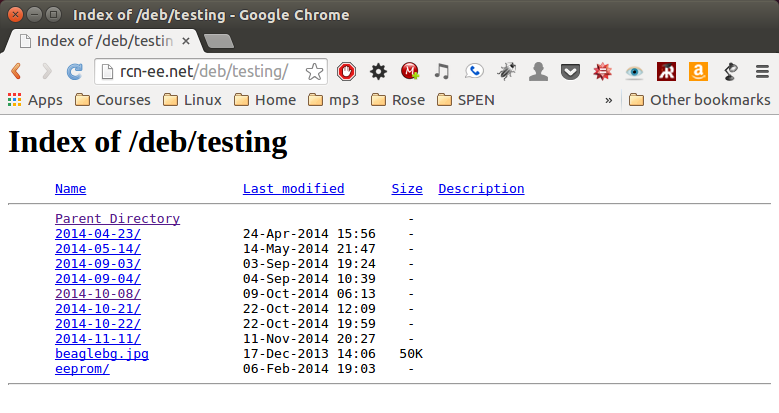 Index of /deb/testing - Google Chrome
Index of /deb/testin
rcn-ee.net/deb/testing/
Apps Courses Linux Home mp3 Rose SPEN » Other bookmarks
Index of /deb/testing
Name Last modified Size Description
Parent Directory -
2014-04-23/ 24-Apr-2014 15:56 -
2014-05-14/ 14-May-2014 21:47 -
2014-09-03/ 03-Sep-2014 19:24 -
2014-09-04/ 04-Sep-2014 10:39 -
2014-10-08/ 09-Oct-2014 06:13 -
2014-10-21/ 22-Oct-2014 12:09 -
2014-10-22/ 22-Oct-2014 19:59 -
2014-11-11/ 11-Nov-2014 20:27 -
beaglebg.jpg 17-Dec-2013 14:06 50K
eeprom/ 06-Feb-2014 19:03 -